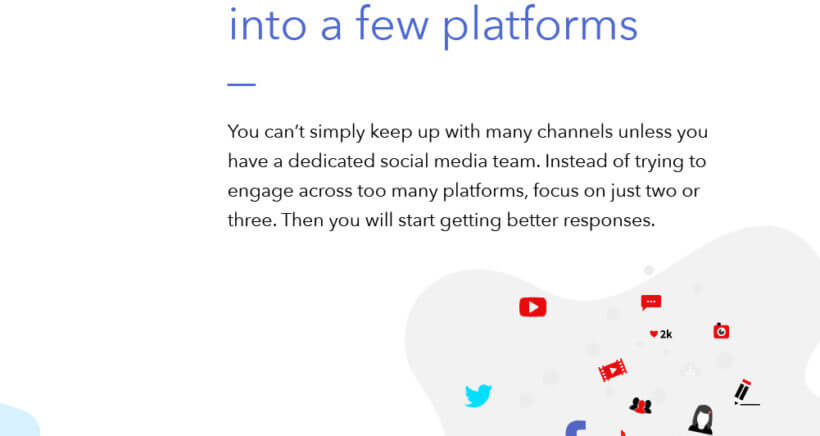 into a few platforms
You can’t simply keep up with many channels unless you
have a dedicated social media team. Instead of trying to
engage across too many platforms, focus on just two or
three. Then you will start getting better responses.
2k